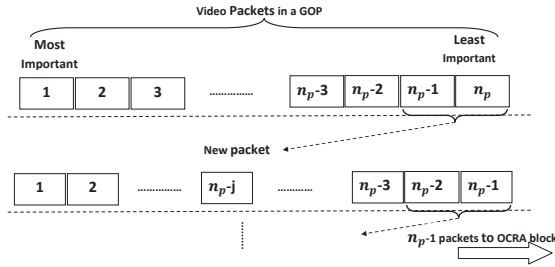 Video Packets in a GOP
Most Important
Least Important
1 2 3 ............... n_p-3 n_p-2 n_p-1 n_p
New packet
1 2 ............... n_p-j ............ n_p-3 n_p-2 n_p-1
n_p-1 packets to OCRA block